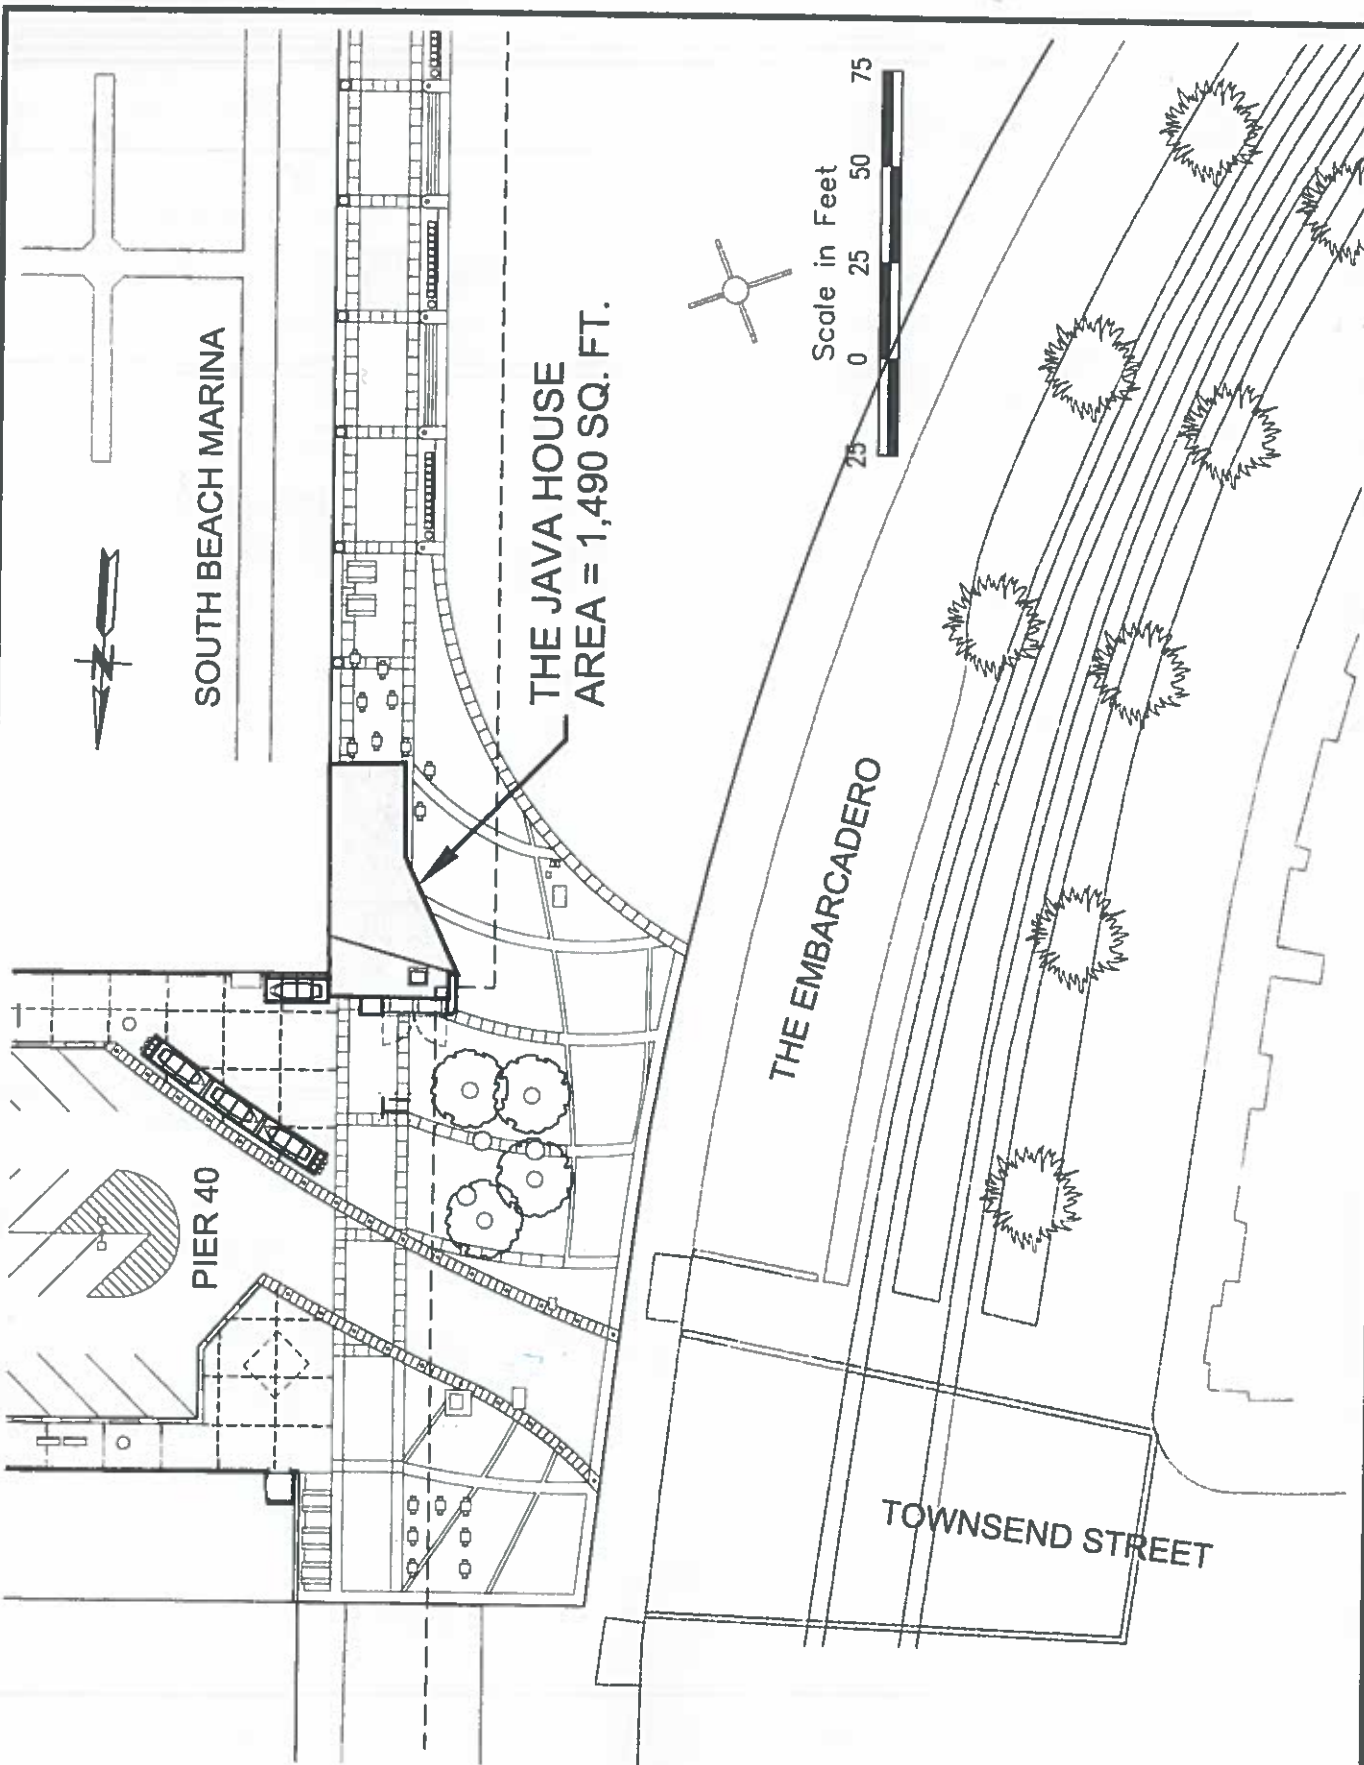 SOUTH BEACH MARINA
THE JAVA HOUSE
AREA = 1,490 SQ. FT.
Scale in Feet
25 0 25 50 75
PIER 40
THE EMBARCADERO
TOWNSEND STREET
N